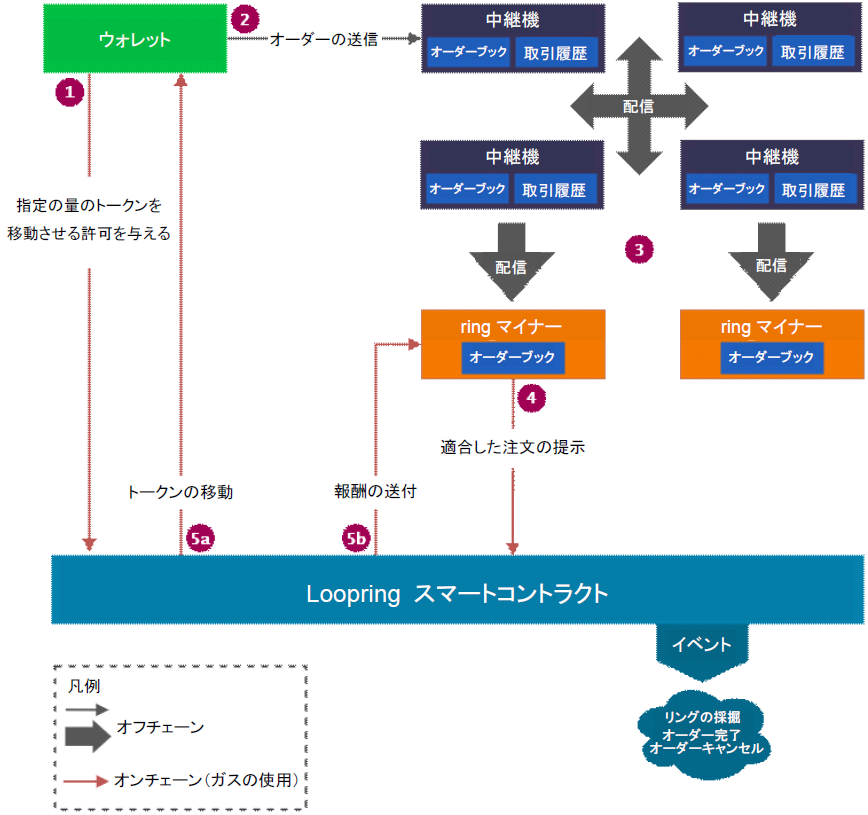 ウォレット
2
オーダーの送信
中継機
オーダーブック
取引履歴
中継機
オーダーブック
取引履歴
1
配信
中継機
オーダーブック
取引履歴
中継機
オーダーブック
取引履歴
指定の量のトークンを
移動させる許可を与える
3
配信
配信
ring マイナー
オーダーブック
ring マイナー
オーダーブック
4
適合した注文の提示
トークンの移動
報酬の送付
5a
5b
Loopring スマートコントラクト
イベント
リングの採掘
オーダー完了
オーダーキャンセル
凡例
オフチェーン
オンチェーン(ガスの使用)